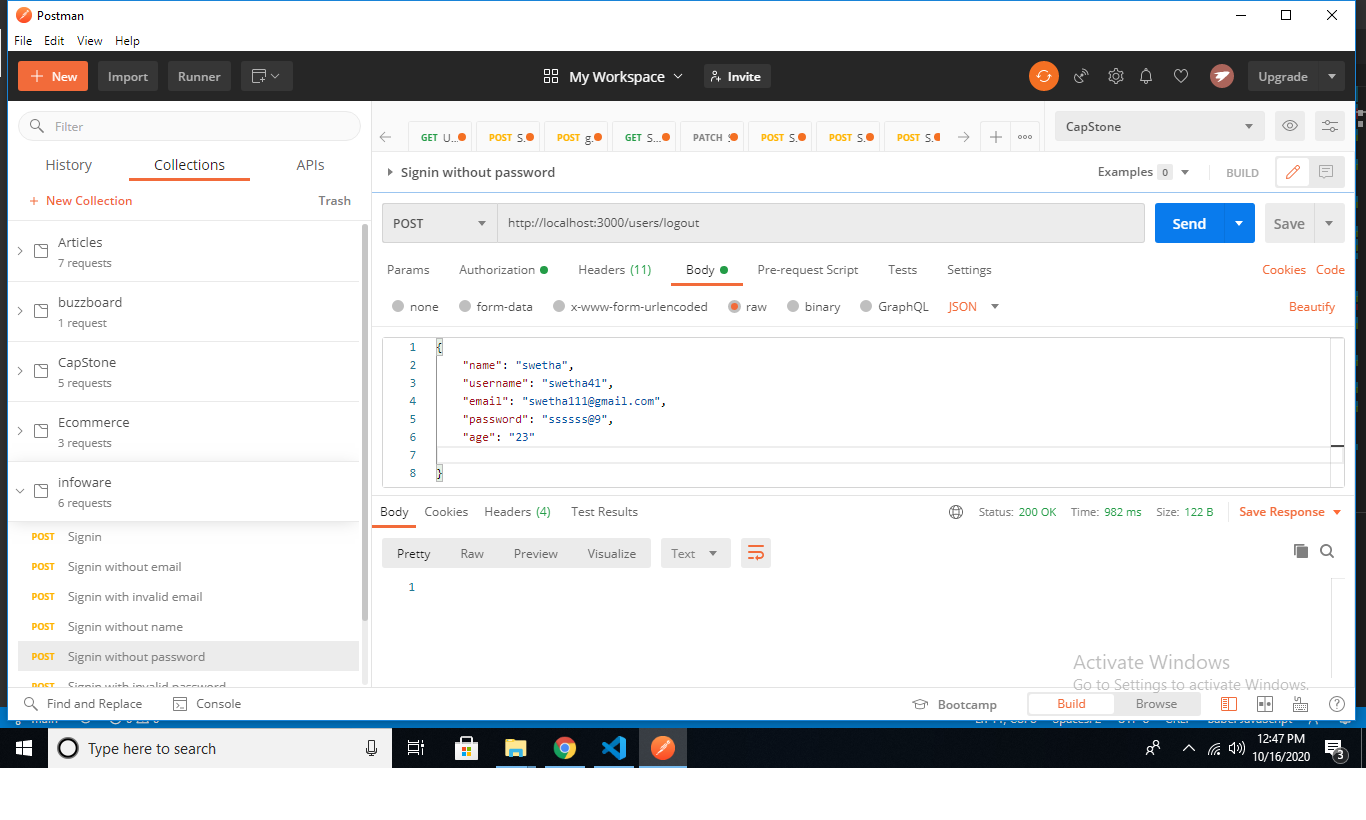 Postman
File Edit View Help
New Import Runner My Workspace Invite Upgrade
Filter
History Collections APIs
+ New Collection Trash
Articles
7 requests
buzzboard
1 request
CapStone
5 requests
Ecommerce
3 requests
infoware
6 requests
POST Signin
POST Signin without email
POST Signin with invalid email
POST Signin without name
POST Signin without password
POST Signin with invalid password
GET U... POST S. POST g. GET S... PATCH POST S. POST S. POST S.
CapStone
Signin without password
Examples 0 BUILD
POST http://localhost:3000/users/logout Send Save
Params Authorization Headers (11) Body Pre-request Script Tests Settings Cookies Code
none form-data x-www-form-urlencoded raw binary GraphQL JSON Beautify
1 {
2 "name": "swetha",
3 "username": "swetha41",
4 "email": "swetha111@gmail.com",
5 "password": "ssssss@9",
6 "age": "23"
7
8 }
Body Cookies Headers (4) Test Results Status: 200 OK Time: 982 ms Size: 122 B Save Response
Pretty Raw Preview Visualize Text
1
Activate Windows
Go to Settings to activate Windows.
Find and Replace Console Bootcamp Build Browse
Type here to search
12:47 PM
10/16/2020
3